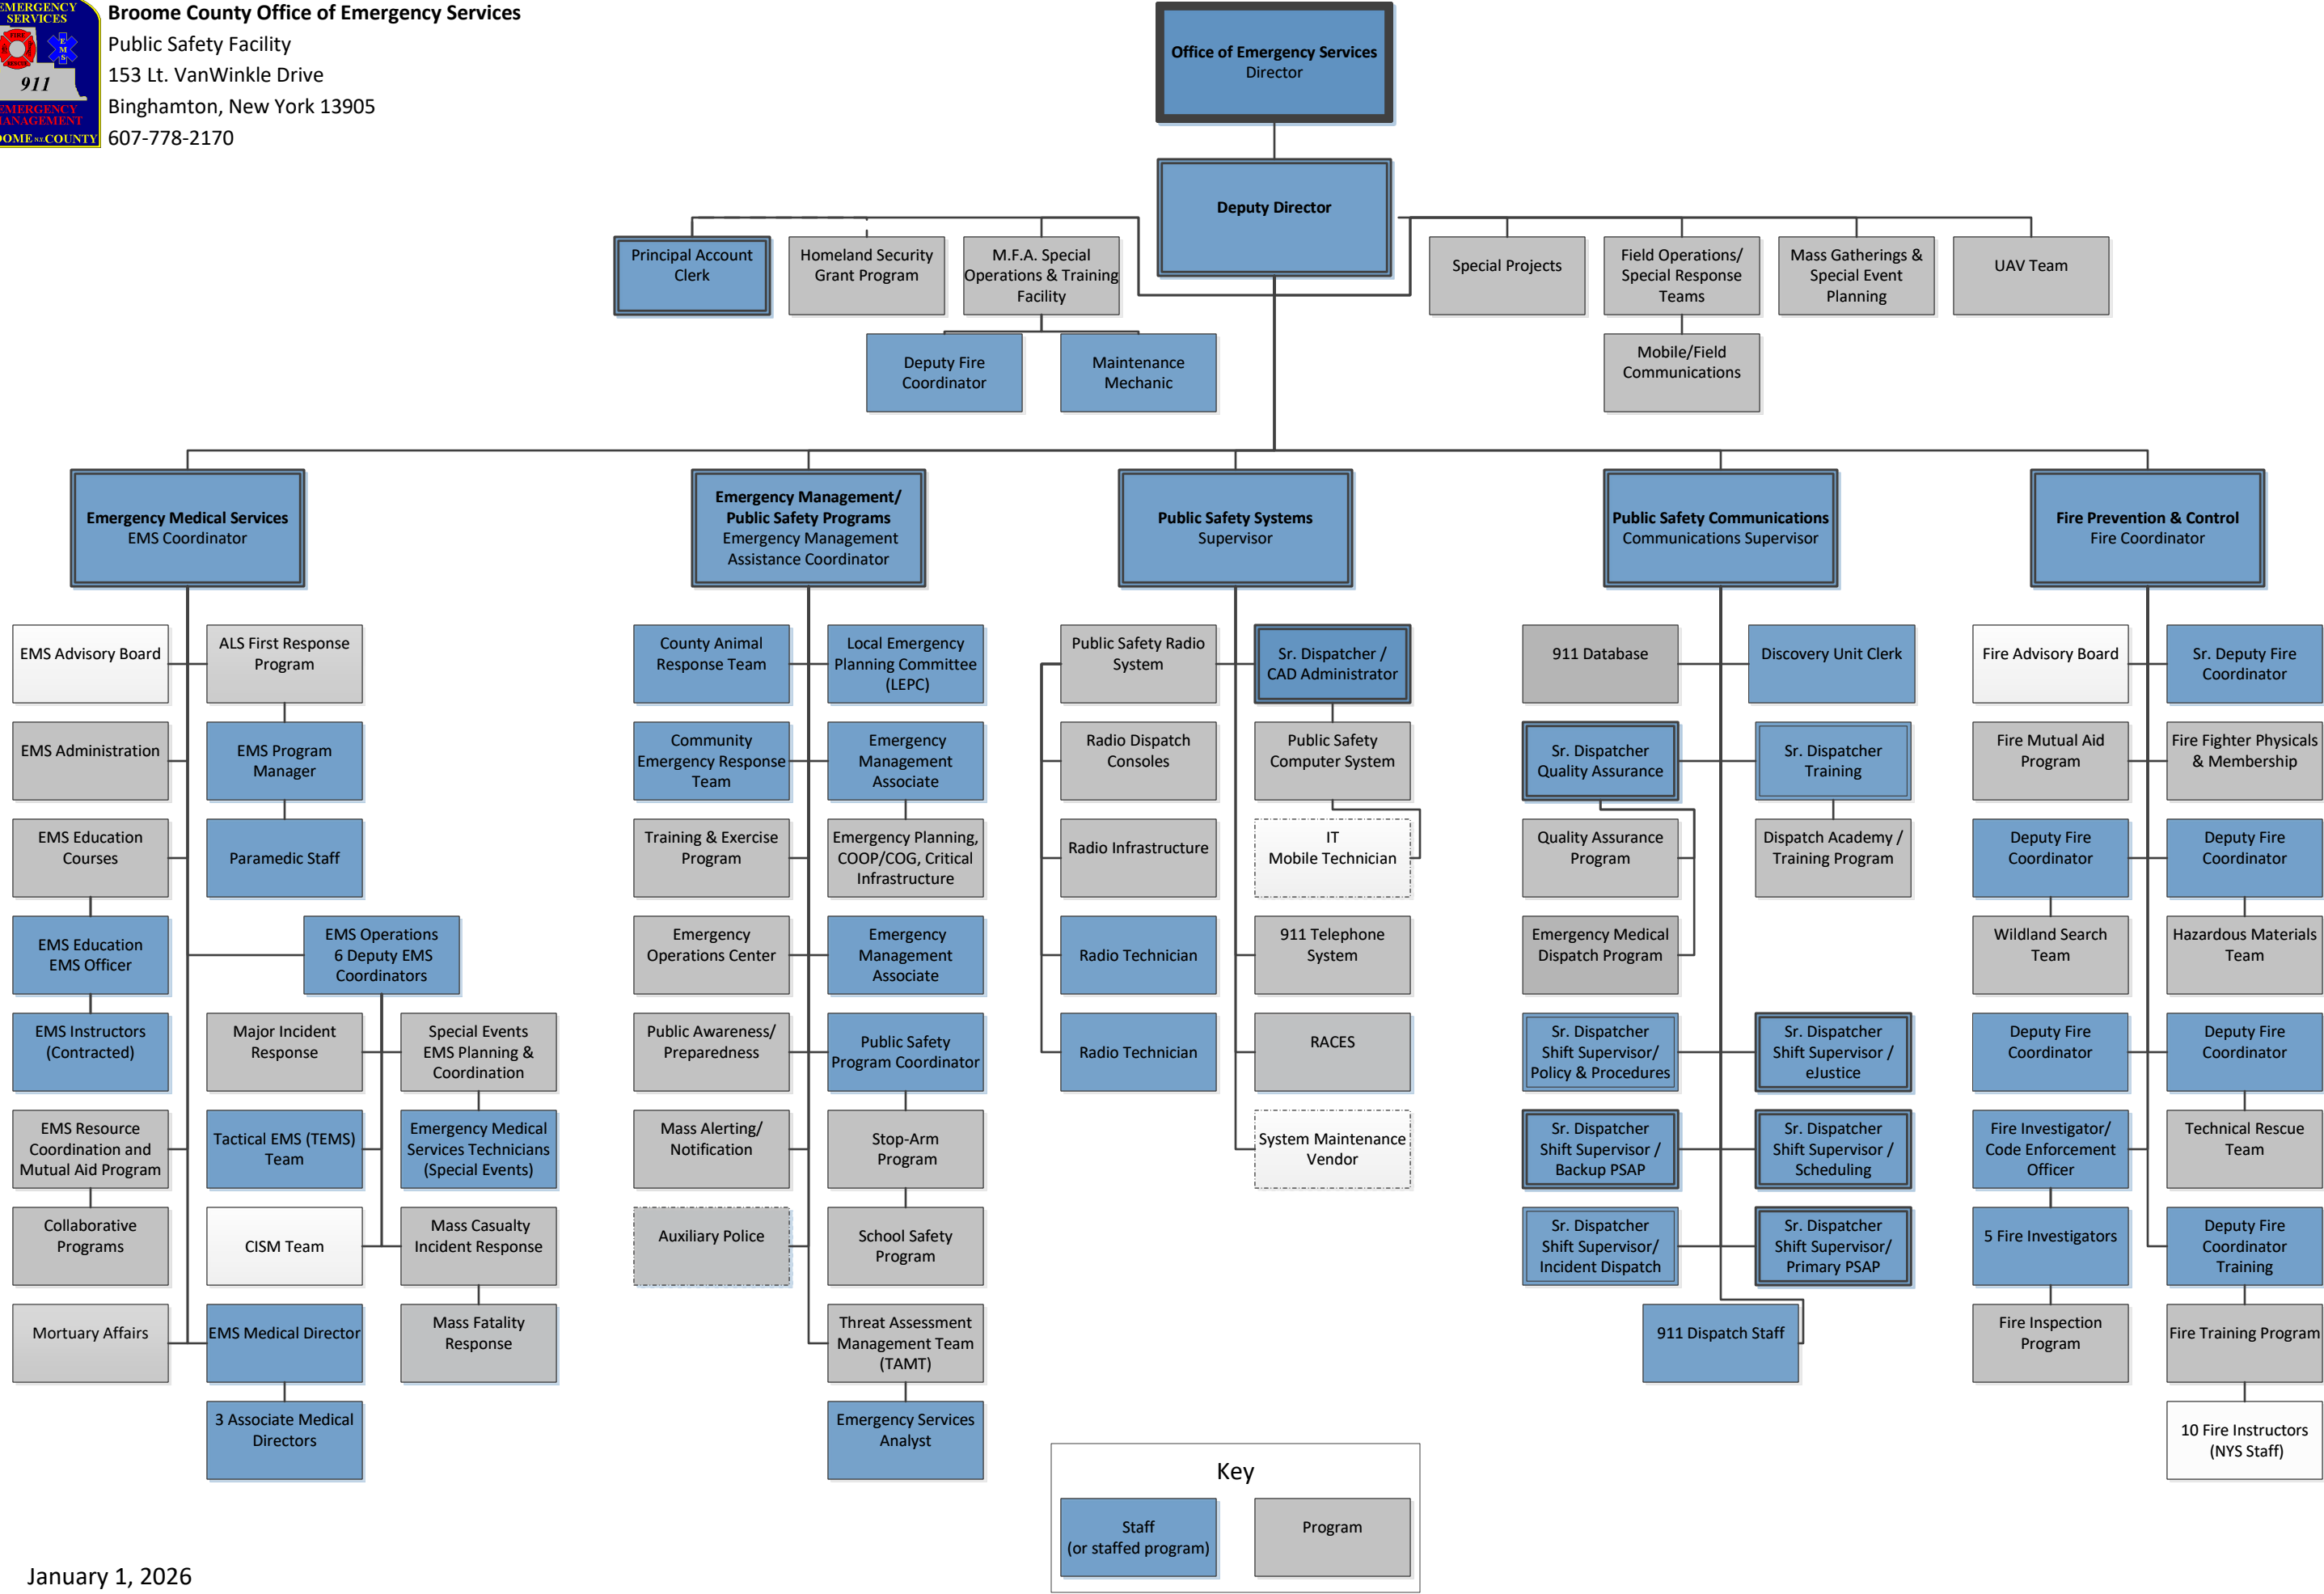 EMERGENCY
SERVICES
FIRE
RESCUE
E
M
S
911
EMERGENCY
MANAGEMENT
OOME N.Y. COUNTY
Broome County Office of Emergency Services
Public Safety Facility
153 Lt. VanWinkle Drive
Binghamton, New York 13905
607-778-2170
Office of Emergency Services
Director
Deputy Director
Principal Account
Clerk
Homeland Security
Grant Program
M.F.A. Special
Operations & Training
Facility
Special Projects
Field Operations/
Special Response
Teams
Mass Gatherings &
Special Event
Planning
UAV Team
Deputy Fire
Coordinator
Maintenance
Mechanic
Mobile/Field
Communications
Emergency Medical Services
EMS Coordinator
Emergency Management/
Public Safety Programs
Emergency Management
Assistance Coordinator
Public Safety Systems
Supervisor
Public Safety Communications
Communications Supervisor
Fire Prevention & Control
Fire Coordinator
EMS Advisory Board
ALS First Response
Program
EMS Administration
EMS Program
Manager
EMS Education
Courses
Paramedic Staff
EMS Education
EMS Officer
EMS Operations
6 Deputy EMS
Coordinators
EMS Instructors
(Contracted)
Major Incident
Response
Special Events
EMS Planning &
Coordination
EMS Resource
Coordination and
Mutual Aid Program
Tactical EMS (TEMS)
Team
Emergency Medical
Services Technicians
(Special Events)
Collaborative
Programs
CISM Team
Mass Casualty
Incident Response
Mortuary Affairs
EMS Medical Director
Mass Fatality
Response
3 Associate Medical
Directors
County Animal
Response Team
Local Emergency
Planning Committee
(LEPC)
Community
Emergency Response
Team
Emergency
Management
Associate
Training & Exercise
Program
Emergency Planning,
COOP/COG, Critical
Infrastructure
Emergency
Operations Center
Emergency
Management
Associate
Public Awareness/
Preparedness
Public Safety
Program Coordinator
Mass Alerting/
Notification
Stop-Arm
Program
Auxiliary Police
School Safety
Program
Threat Assessment
Management Team
(TAMT)
Emergency Services
Analyst
Public Safety Radio
System
Sr. Dispatcher /
CAD Administrator
Radio Dispatch
Consoles
Public Safety
Computer System
Radio Infrastructure
IT
Mobile Technician
Radio Technician
911 Telephone
System
Radio Technician
RACES
System Maintenance
Vendor
911 Database
Discovery Unit Clerk
Sr. Dispatcher
Quality Assurance
Sr. Dispatcher
Training
Quality Assurance
Program
Dispatch Academy /
Training Program
Emergency Medical
Dispatch Program
Sr. Dispatcher
Shift Supervisor/
Policy & Procedures
Sr. Dispatcher
Shift Supervisor /
eJustice
Sr. Dispatcher
Shift Supervisor /
Backup PSAP
Sr. Dispatcher
Shift Supervisor /
Scheduling
Sr. Dispatcher
Shift Supervisor/
Incident Dispatch
Sr. Dispatcher
Shift Supervisor/
Primary PSAP
911 Dispatch Staff
Fire Advisory Board
Sr. Deputy Fire
Coordinator
Fire Mutual Aid
Program
Fire Fighter Physicals
& Membership
Deputy Fire
Coordinator
Deputy Fire
Coordinator
Wildland Search
Team
Hazardous Materials
Team
Deputy Fire
Coordinator
Deputy Fire
Coordinator
Fire Investigator/
Code Enforcement
Officer
Technical Rescue
Team
5 Fire Investigators
Deputy Fire
Coordinator
Training
Fire Inspection
Program
Fire Training Program
10 Fire Instructors
(NYS Staff)
Key
Staff
(or staffed program)
Program
January 1, 2026